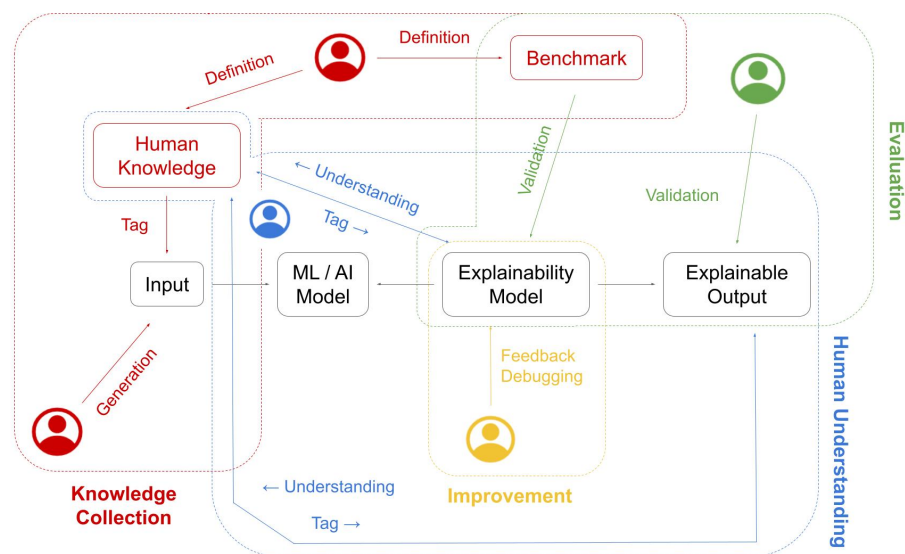 Definition
Definition
Benchmark
Human
Knowledge
← Understanding
Tag →
Validation
Validation
Evaluation
Tag
Input
ML / AI
Model
Explainability
Model
Explainable
Output
Generation
Feedback
Debugging
Human Understanding
Knowledge
Collection
← Understanding
Tag →
Improvement